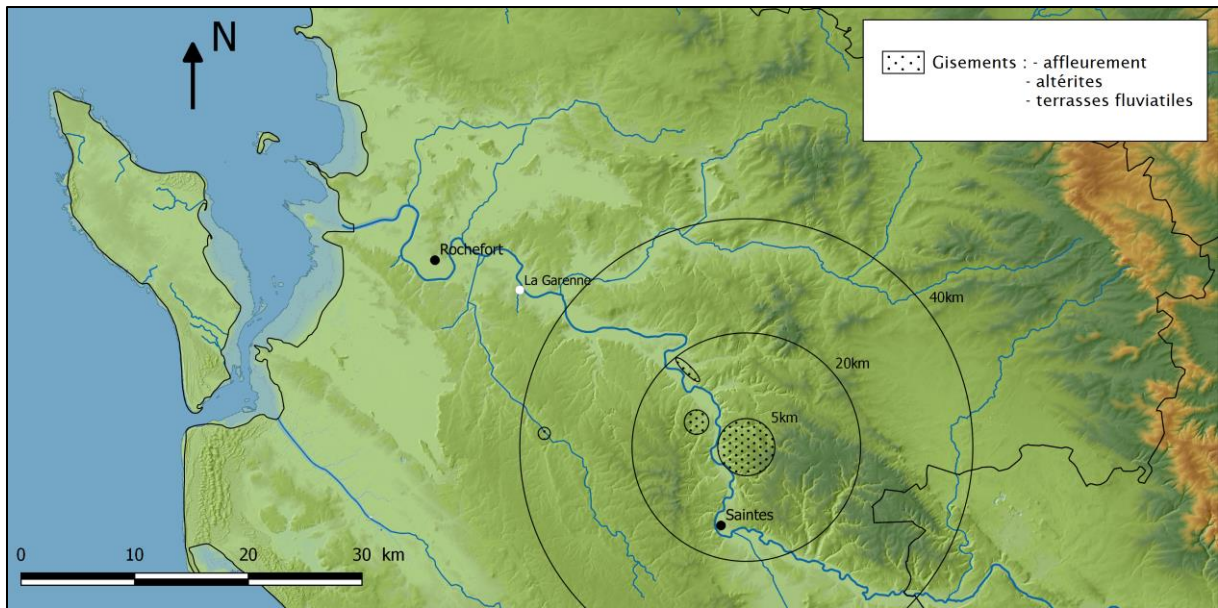 N
Gisements : - affleurement
- altérites
- terrasses fluviatiles
Rochefort
La Garenne
40km
20km
5km
Saintes
0 10 20 30 km